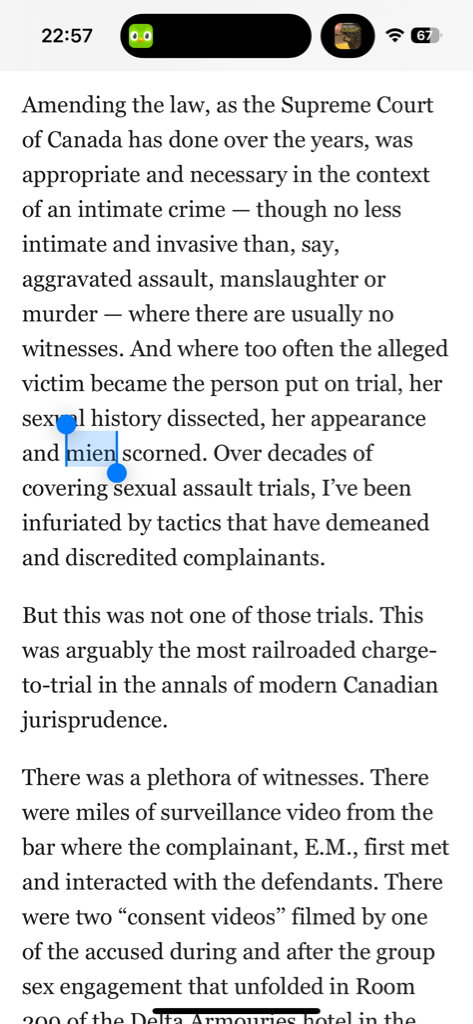 22:57
67
Amending the law, as the Supreme Court
of Canada has done over the years, was
appropriate and necessary in the context
of an intimate crime — though no less
intimate and invasive than, say,
aggravated assault, manslaughter or
murder — where there are usually no
witnesses. And where too often the alleged
victim became the person put on trial, her
sexual history dissected, her appearance
and mien scorned. Over decades of
covering sexual assault trials, I’ve been
infuriated by tactics that have demeaned
and discredited complainants.
But this was not one of those trials. This
was arguably the most railroaded charge-
to-trial in the annals of modern Canadian
jurisprudence.
There was a plethora of witnesses. There
were miles of surveillance video from the
bar where the complainant, E.M., first met
and interacted with the defendants. There
were two “consent videos” filmed by one
of the accused during and after the group
sex engagement that unfolded in Room
209 of the Delta Armouries hotel in the